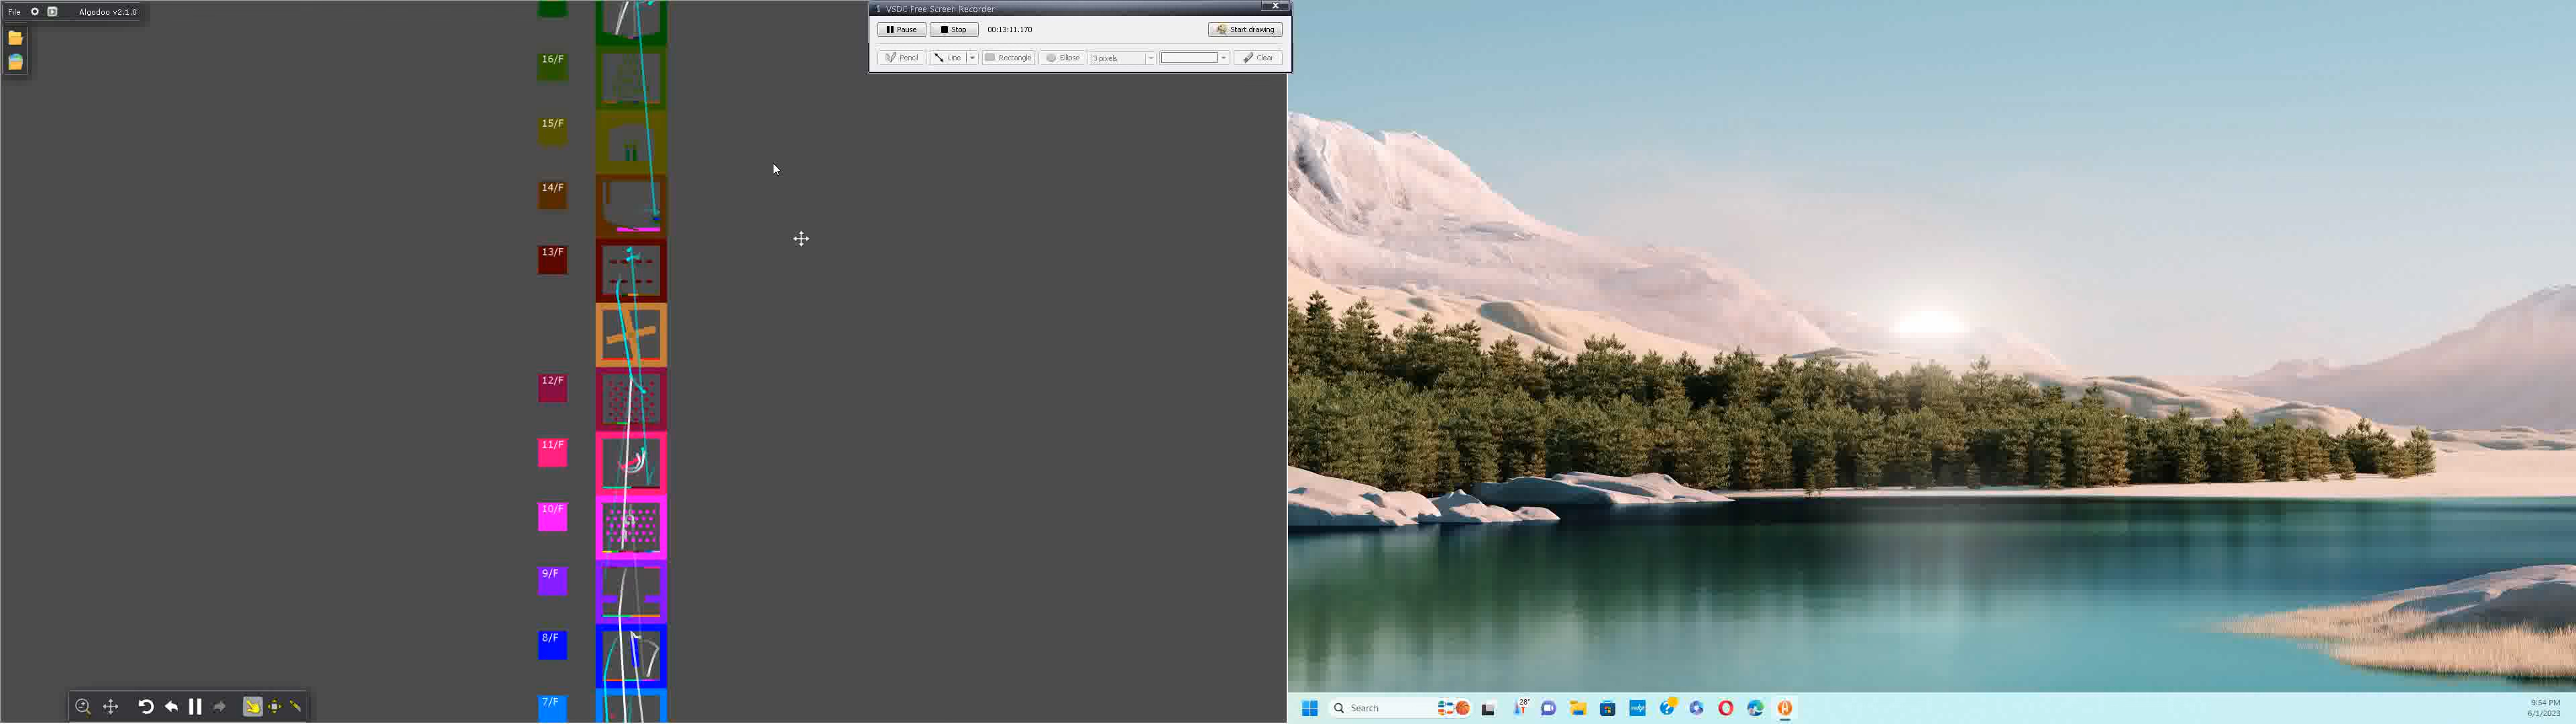 File Algodoo v2.1.0
VSDC Free Screen Recorder
Pause Stop 00:13:11.170 Start drawing
Pencil Line Rectangle Ellipse 3 pixels Clear
16/F
15/F
14/F
13/F
12/F
11/F
10/F
9/F
8/F
7/F
Search
28°
9:54 PM
6/1/2023